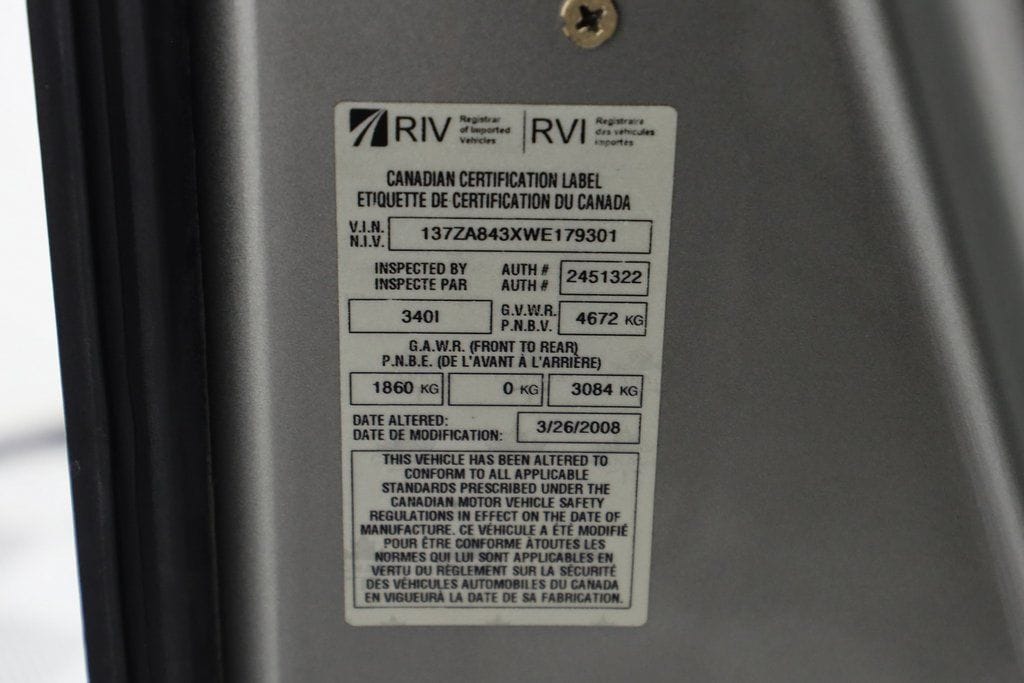 RIV Registrar of Imported Vehicles | RVI Registraire des véhicules importés
CANADIAN CERTIFICATION LABEL
ETIQUETTE DE CERTIFICATION DU CANADA
V.I.N. 137ZA843XWE179301
N.I.V.
INSPECTED BY AUTH # 2451322
INSPECTE PAR AUTH #
340I G.V.W.R. 4672 KG
P.N.B.V.
G.A.W.R. (FRONT TO REAR)
P.N.B.E. (DE L'AVANT À L'ARRIÈRE)
1860 KG 0 KG 3084 KG
DATE ALTERED: 3/26/2008
DATE DE MODIFICATION:
THIS VEHICLE HAS BEEN ALTERED TO
CONFORM TO ALL APPLICABLE
STANDARDS PRESCRIBED UNDER THE
CANADIAN MOTOR VEHICLE SAFETY
REGULATIONS IN EFFECT ON THE DATE OF
MANUFACTURE. CE VÉHICULE A ÉTÉ MODIFIÉ
POUR ÊTRE CONFORME ÀTOUTES LES
NORMES QUI LUI SONT APPLICABLES EN
VERTU DU RÈGLEMENT SUR LA SÉCURITÉ
DES VÉHICULES AUTOMOBILES DU CANADA
EN VIGUEURÀ LA DATE DE SA FABRICATION.